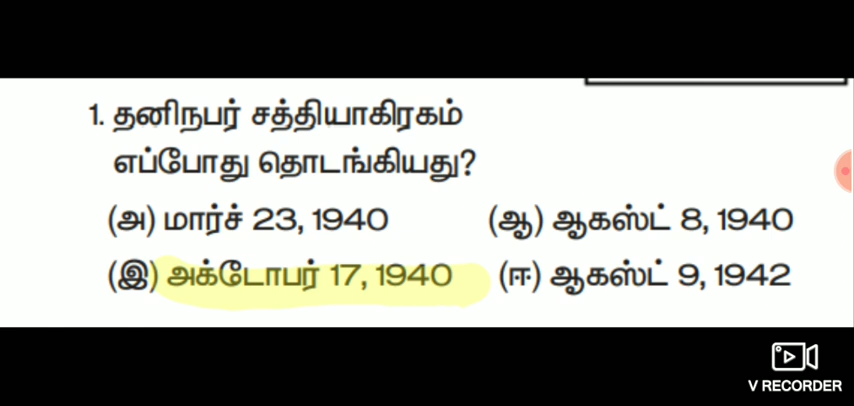 1. தனிநபர் சத்தியாகிரகம்
எப்போது தொடங்கியது?
(அ) மார்ச் 23, 1940 (ஆ) ஆகஸ்ட் 8, 1940
(இ) அக்டோபர் 17, 1940 (ஈ) ஆகஸ்ட் 9, 1942
V RECORDER